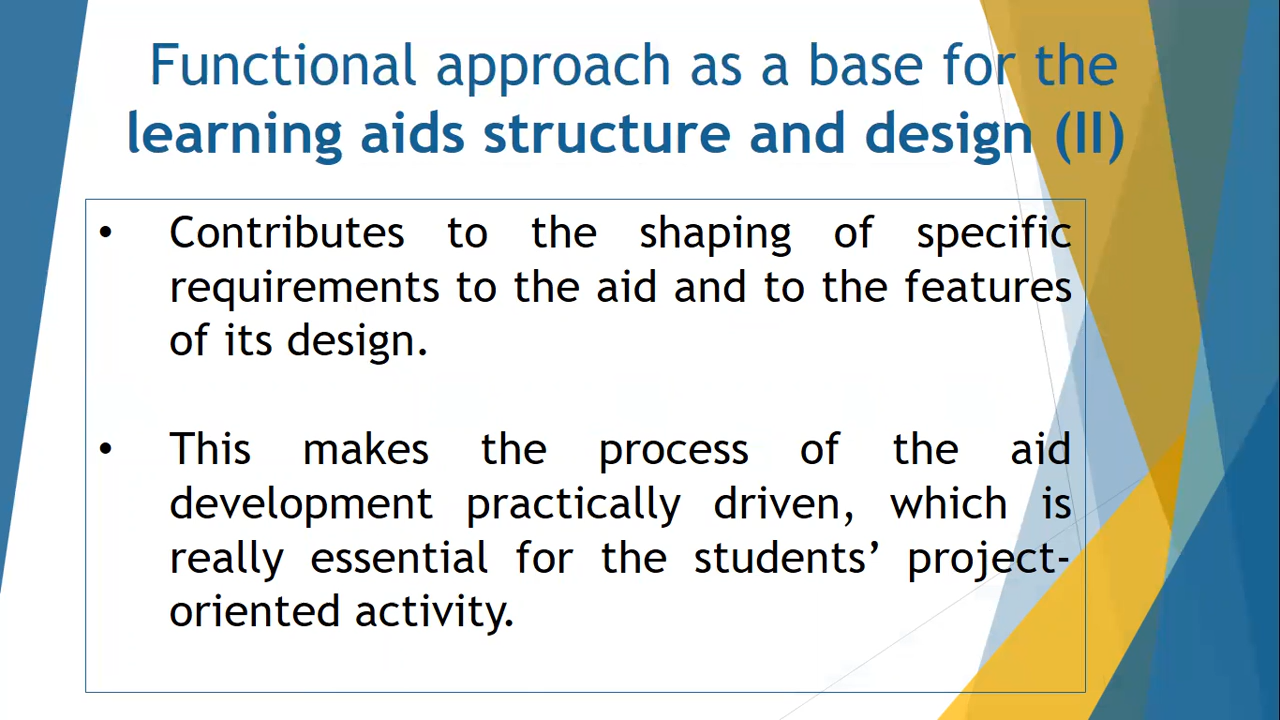 Functional approach as a base for the
learning aids structure and design (II)
• Contributes to the shaping of specific
requirements to the aid and to the features
of its design.
• This makes the process of the aid
development practically driven, which is
really essential for the students’ project-
oriented activity.